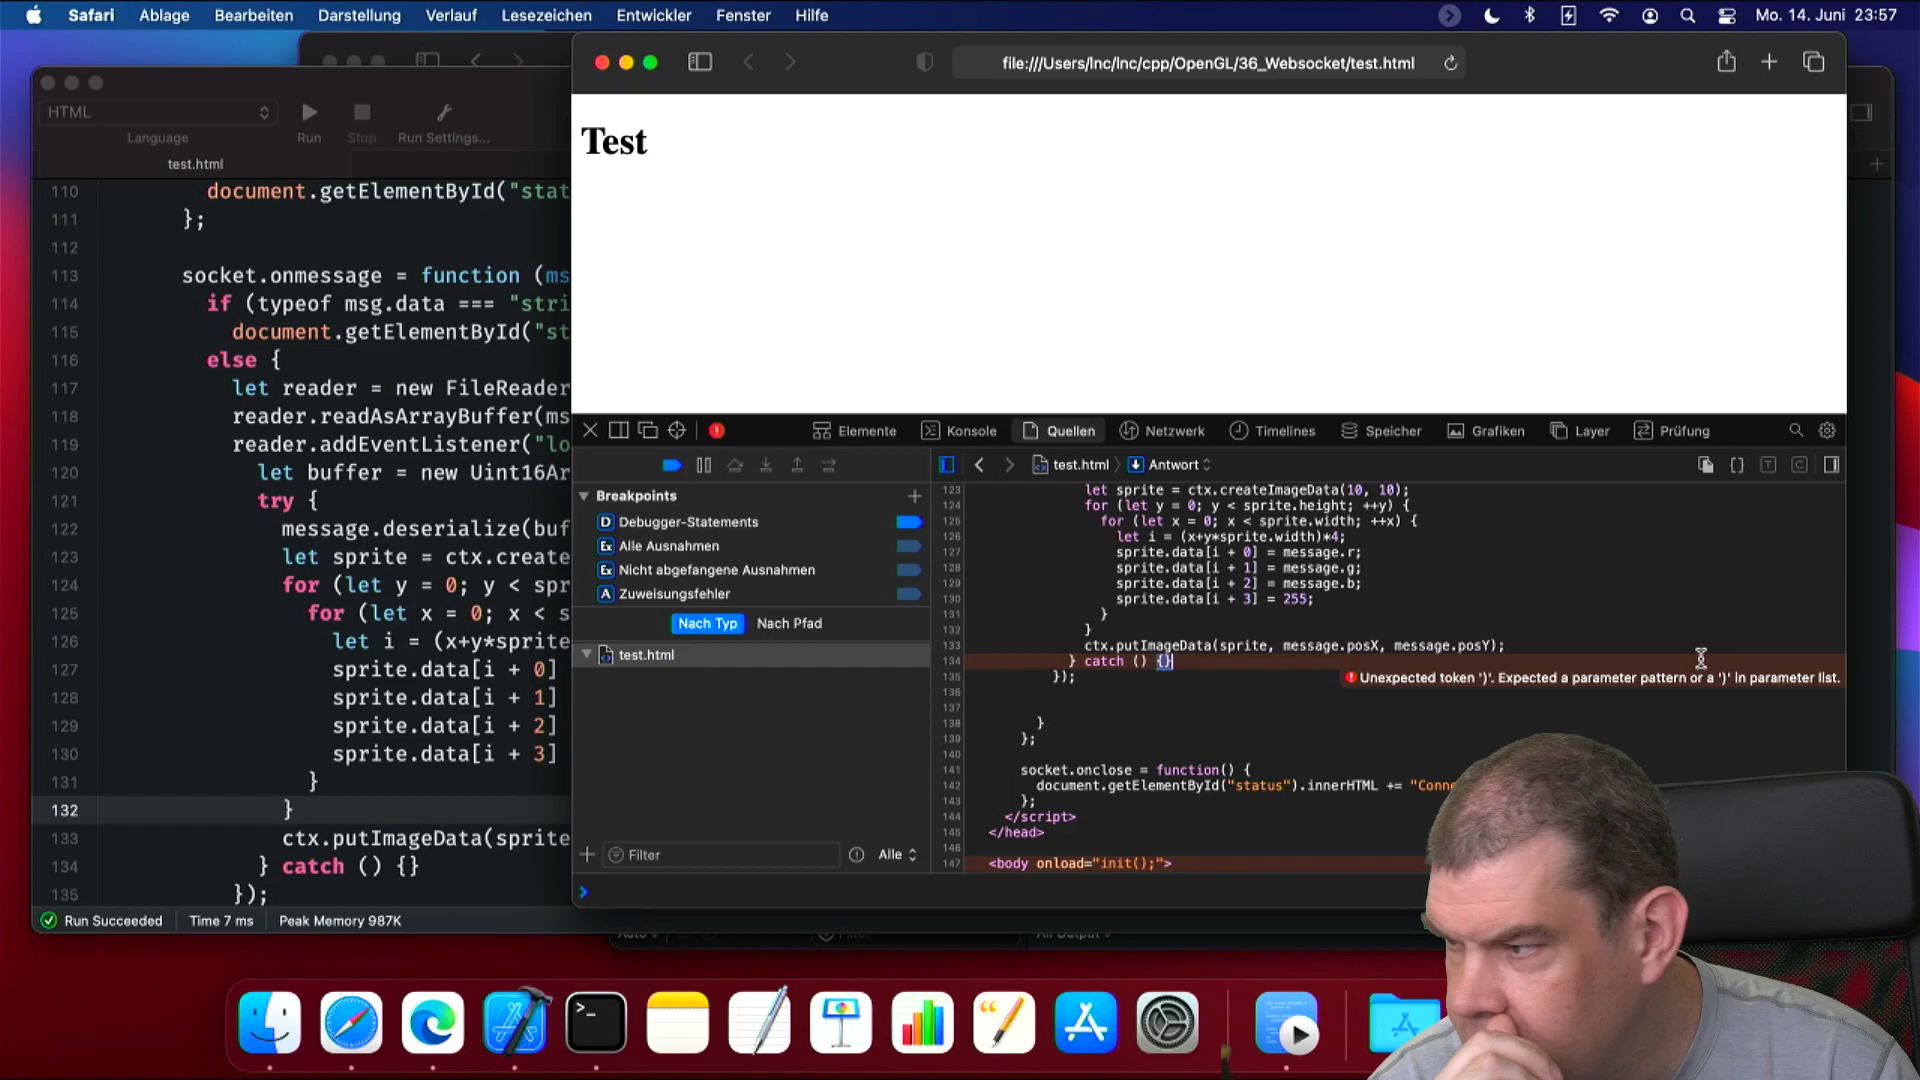 Safari Ablage Bearbeiten Darstellung Verlauf Lesezeichen Entwickler Fenster Hilfe Mo. 14. Juni 23:57
file:///Users/lnc/lnc/cpp/OpenGL/36_Websocket/test.html
HTML
Language
Run
Stop
Run Settings...
test.html
110 document.getElementById("stat
111 };
112
113 socket.onmessage = function (ms
114 if (typeof msg.data === "stri
115 document.getElementById("st
116 else {
117 let reader = new FileReader
118 reader.readAsArrayBuffer(ms
119 reader.addEventListener("lo
120 let buffer = new Uint16Ar
121 try {
122 message.deserialize(buf
123 let sprite = ctx.create
124 for (let y = 0; y < spr
125 for (let x = 0; x < s
126 let i = (x+y*sprite
127 sprite.data[i + 0]
128 sprite.data[i + 1]
129 sprite.data[i + 2]
130 sprite.data[i + 3]
131 }
132 }
133 ctx.putImageData(sprite
134 } catch () {}
135 });
Run Succeeded Time 7 ms Peak Memory 987K
Test
Elemente Konsole Quellen Netzwerk Timelines Speicher Grafiken Layer Prüfung
test.html Antwort
Breakpoints
D Debugger-Statements
Ex Alle Ausnahmen
Ex Nicht abgefangene Ausnahmen
A Zuweisungsfehler
Nach Typ Nach Pfad
test.html
Filter Alle
123 let sprite = ctx.createImageData(10, 10);
124 for (let y = 0; y < sprite.height; ++y) {
125 for (let x = 0; x < sprite.width; ++x) {
126 let i = (x+y*sprite.width)*4;
127 sprite.data[i + 0] = message.r;
128 sprite.data[i + 1] = message.g;
129 sprite.data[i + 2] = message.b;
130 sprite.data[i + 3] = 255;
131 }
132 }
133 ctx.putImageData(sprite, message.posX, message.posY);
134 } catch () {}
Unexpected token ')'. Expected a parameter pattern or a ')' in parameter list.
135 });
136
137
138 }
139 };
140
141 socket.onclose = function() {
142 document.getElementById("status").innerHTML += "Conne
143 };
144 </script>
145 </head>
146
147 <body onload="init();">